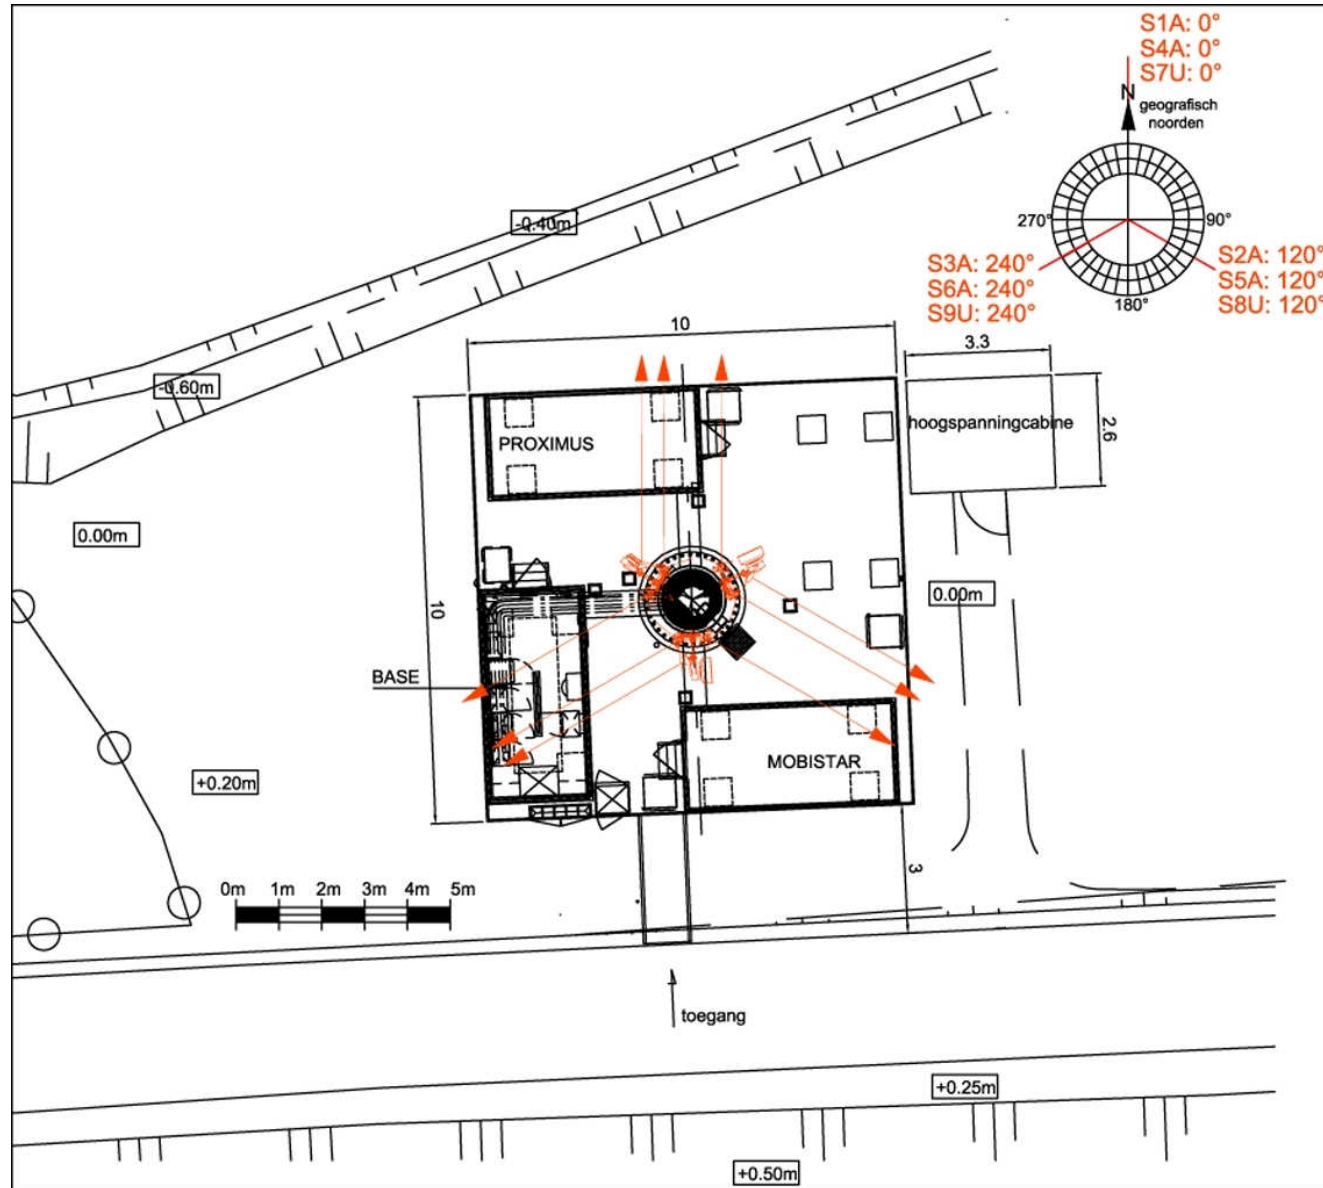 S1A: 0°
S4A: 0°
S7U: 0°
N
geografisch
noorden
270°
90°
S3A: 240°
S6A: 240°
S9U: 240°
S2A: 120°
S5A: 120°
S8U: 120°
180°
-0.40m
-0.60m
10
3.3
hoogspanningcabine
2.6
PROXIMUS
0.00m
10
0.00m
BASE
MOBISTAR
+0.20m
3
0m 1m 2m 3m 4m 5m
toegang
+0.25m
+0.50m